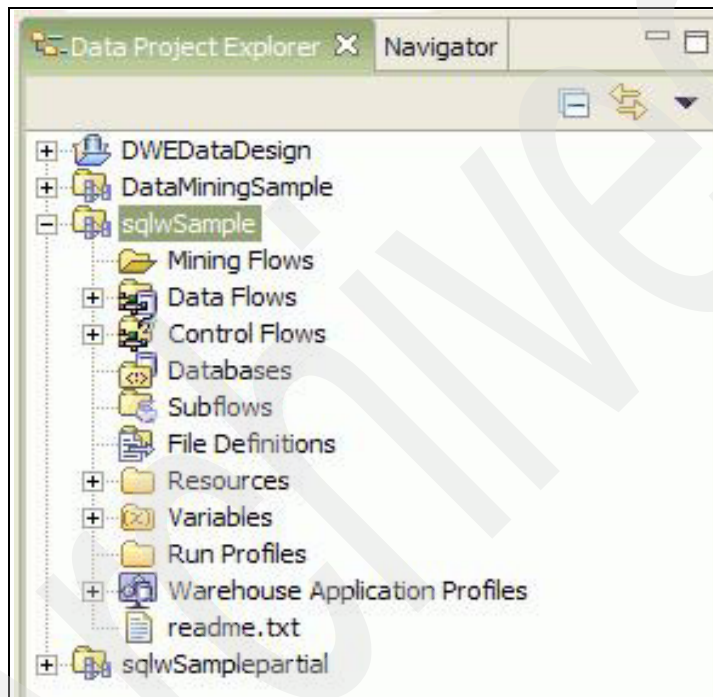 Data Project Explorer Navigator
DWEDataDesign
DataMiningSample
sqlwSample
Mining Flows
Data Flows
Control Flows
Databases
Subflows
File Definitions
Resources
Variables
Run Profiles
Warehouse Application Profiles
readme.txt
sqlwSamplepartial